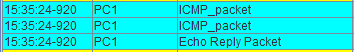 15:35:24-920 PC1 ICMP_packet
15:35:24-920 PC1 ICMP_packet
15:35:24-920 PC1 Echo Reply Packet